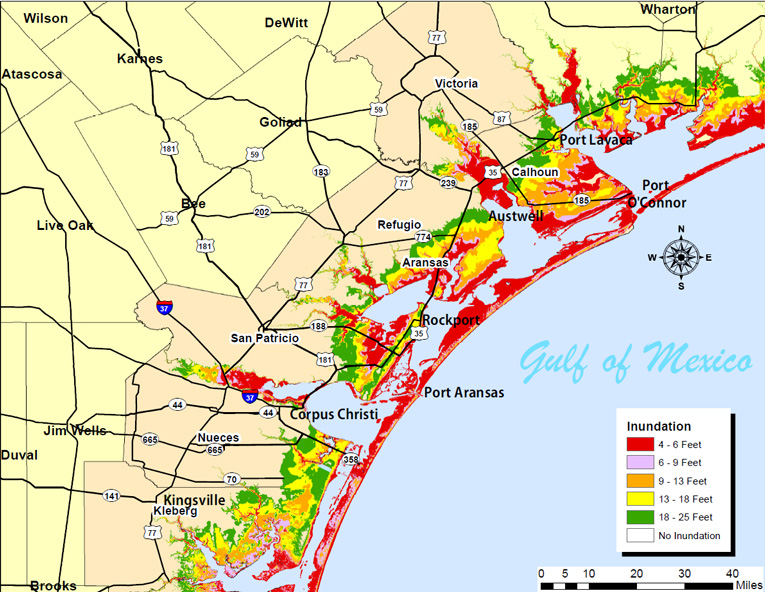 Wilson
DeWitt
Wharton
77
Karnes
Atascosa
Victoria
59
87
Goliad
185
Port Lavaca
181
59
183
35
Calhoun
77
239
Port
O'Connor
Bee
202
185
59
Austwell
Live Oak
Refugio
774
181
N
W
E
S
Aransas
77
37
Rockport
188
35
San Patricio
Gulf of Mexico
181
Port Aransas
37
44
44
Corpus Christi
Jim Wells
665
Nueces
665
Duval
358
70
141
Kingsville
Kleberg
77
Brooks
Inundation
4 - 6 Feet
6 - 9 Feet
9 - 13 Feet
13 - 18 Feet
18 - 25 Feet
No Inundation
0 5 10 20 30 40
Miles